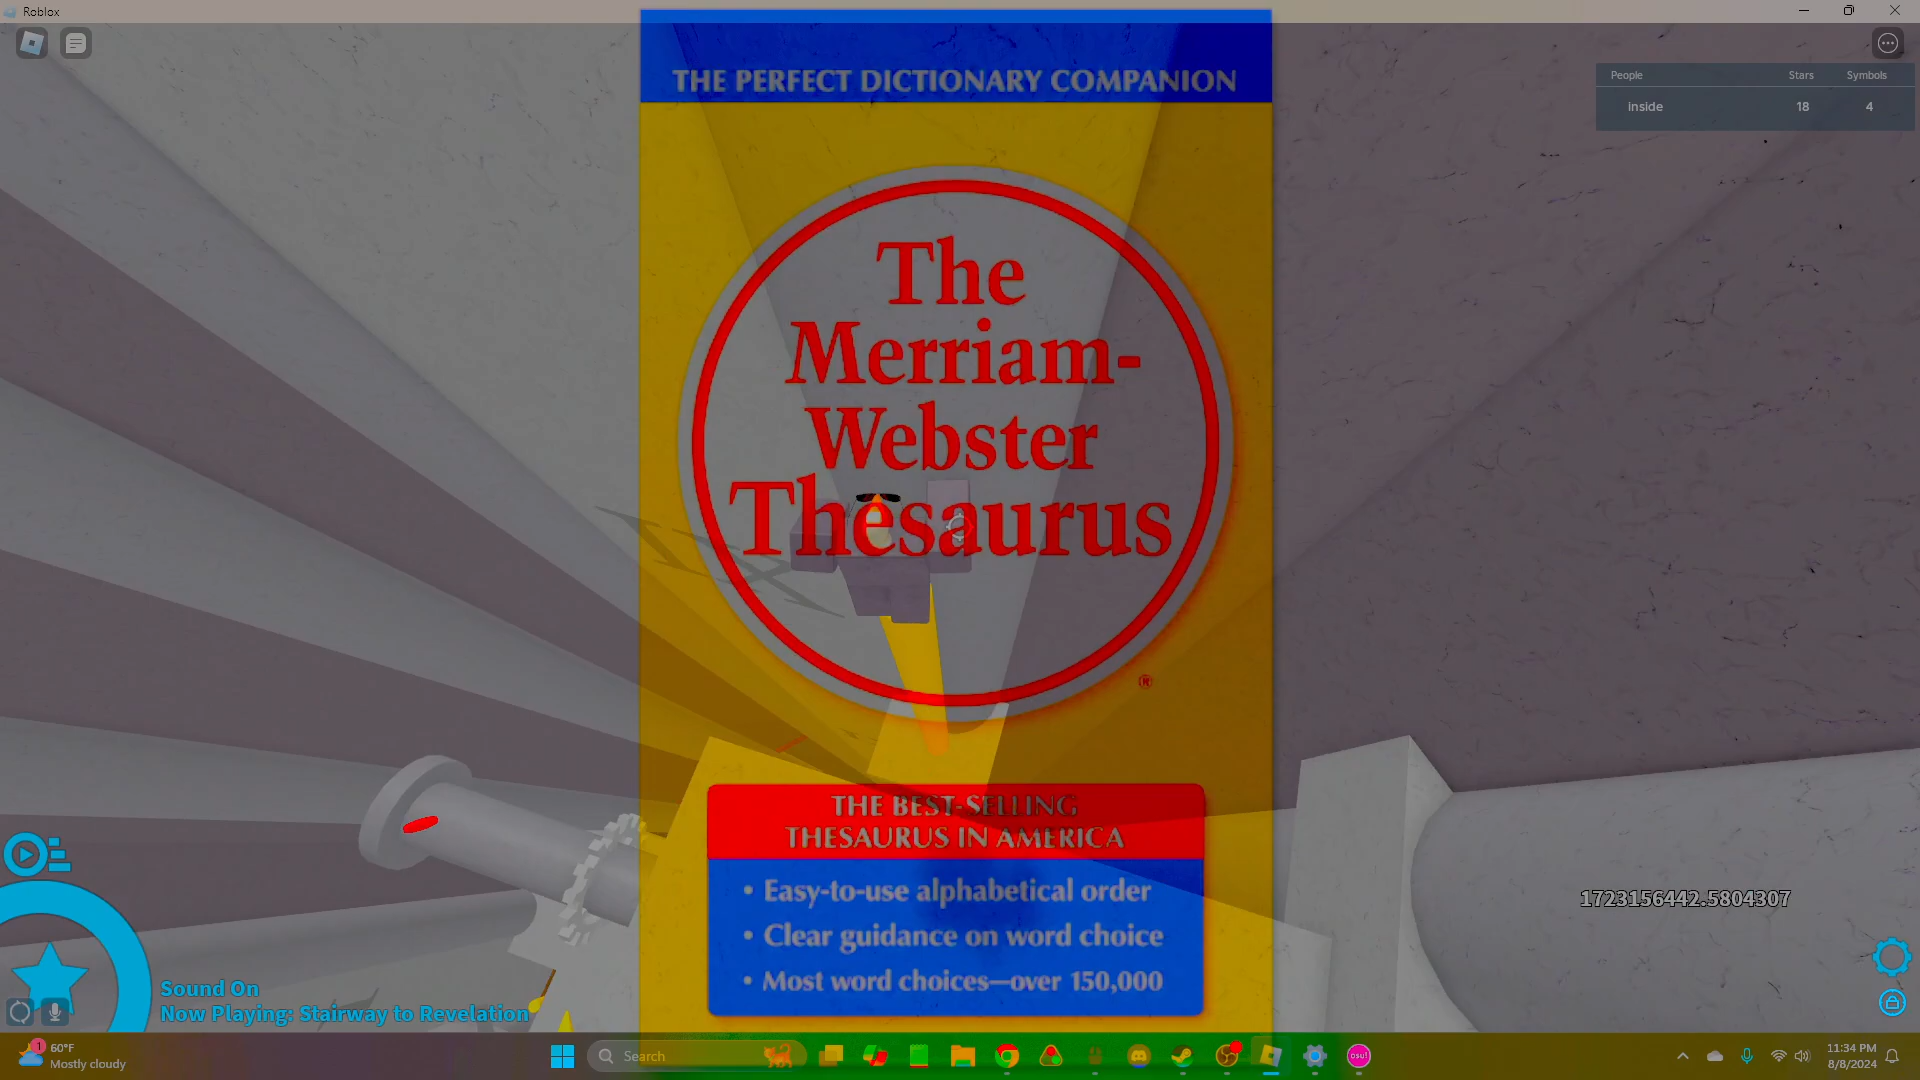 Roblox
THE PERFECT DICTIONARY COMPANION
People Stars Symbols
inside 18 4
The
Merriam-
Webster
Thesaurus
®
THE BEST-SELLING
THESAURUS IN AMERICA
• Easy-to-use alphabetical order
• Clear guidance on word choice
• Most word choices—over 150,000
1723156442.5804307
Sound On
Now Playing: Stairway to Revelation
1
60°F
Mostly cloudy
Search
osu!
11:34 PM
8/8/2024